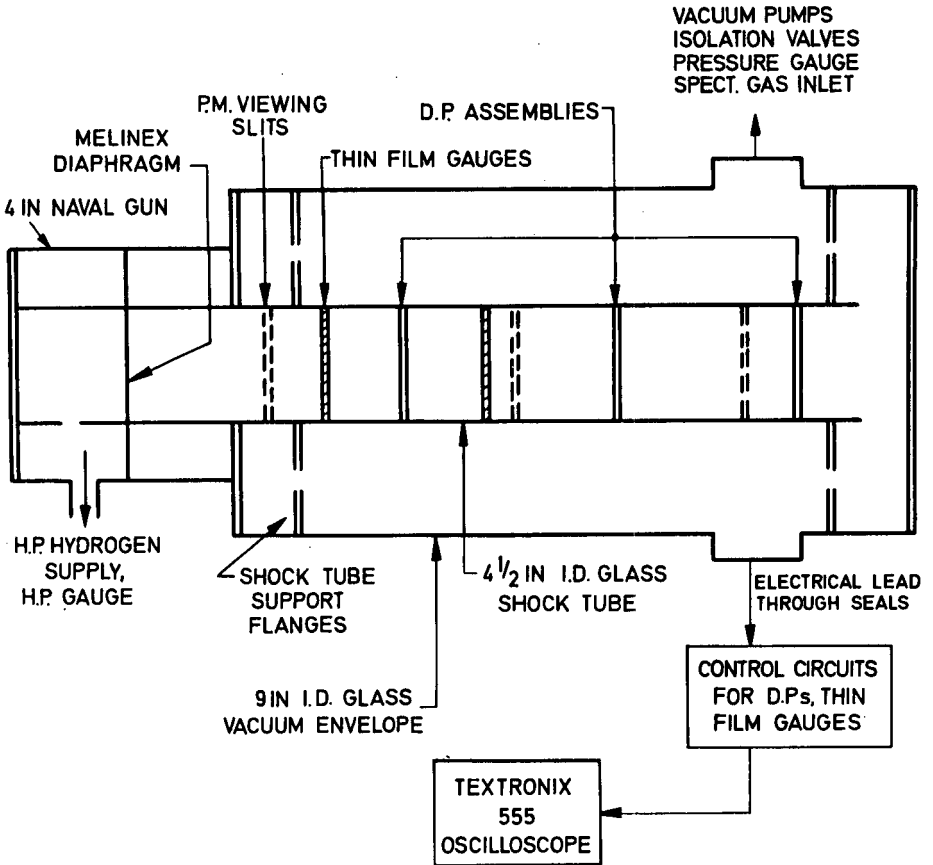 VACUUM PUMPS
ISOLATION VALVES
PRESSURE GAUGE
SPECT. GAS INLET
P.M. VIEWING
SLITS
D.P. ASSEMBLIES
MELINEX
DIAPHRAGM
THIN FILM GAUGES
4 IN NAVAL GUN
H.P. HYDROGEN
SUPPLY,
H.P. GAUGE
SHOCK TUBE
SUPPORT
FLANGES
4 1/2 IN I.D. GLASS
SHOCK TUBE
ELECTRICAL LEAD
THROUGH SEALS
9 IN I.D. GLASS
VACUUM ENVELOPE
CONTROL CIRCUITS
FOR D.Ps, THIN
FILM GAUGES
TEXTRONIX
555
OSCILLOSCOPE